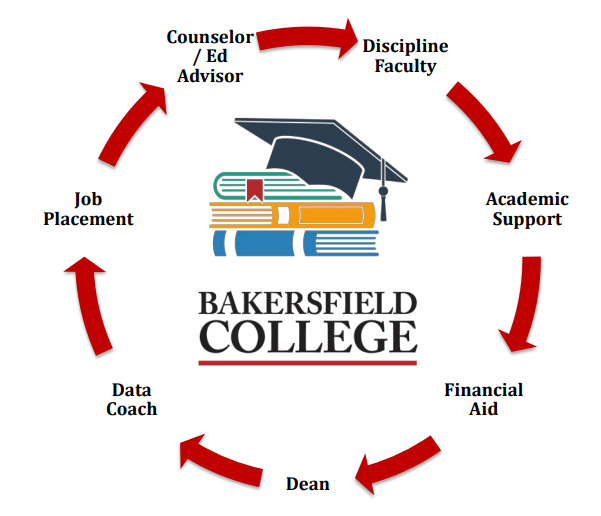 Counselor
/ Ed
Advisor
Discipline
Faculty
Academic
Support
Financial
Aid
Dean
Data
Coach
Job
Placement
BAKERSFIELD
COLLEGE